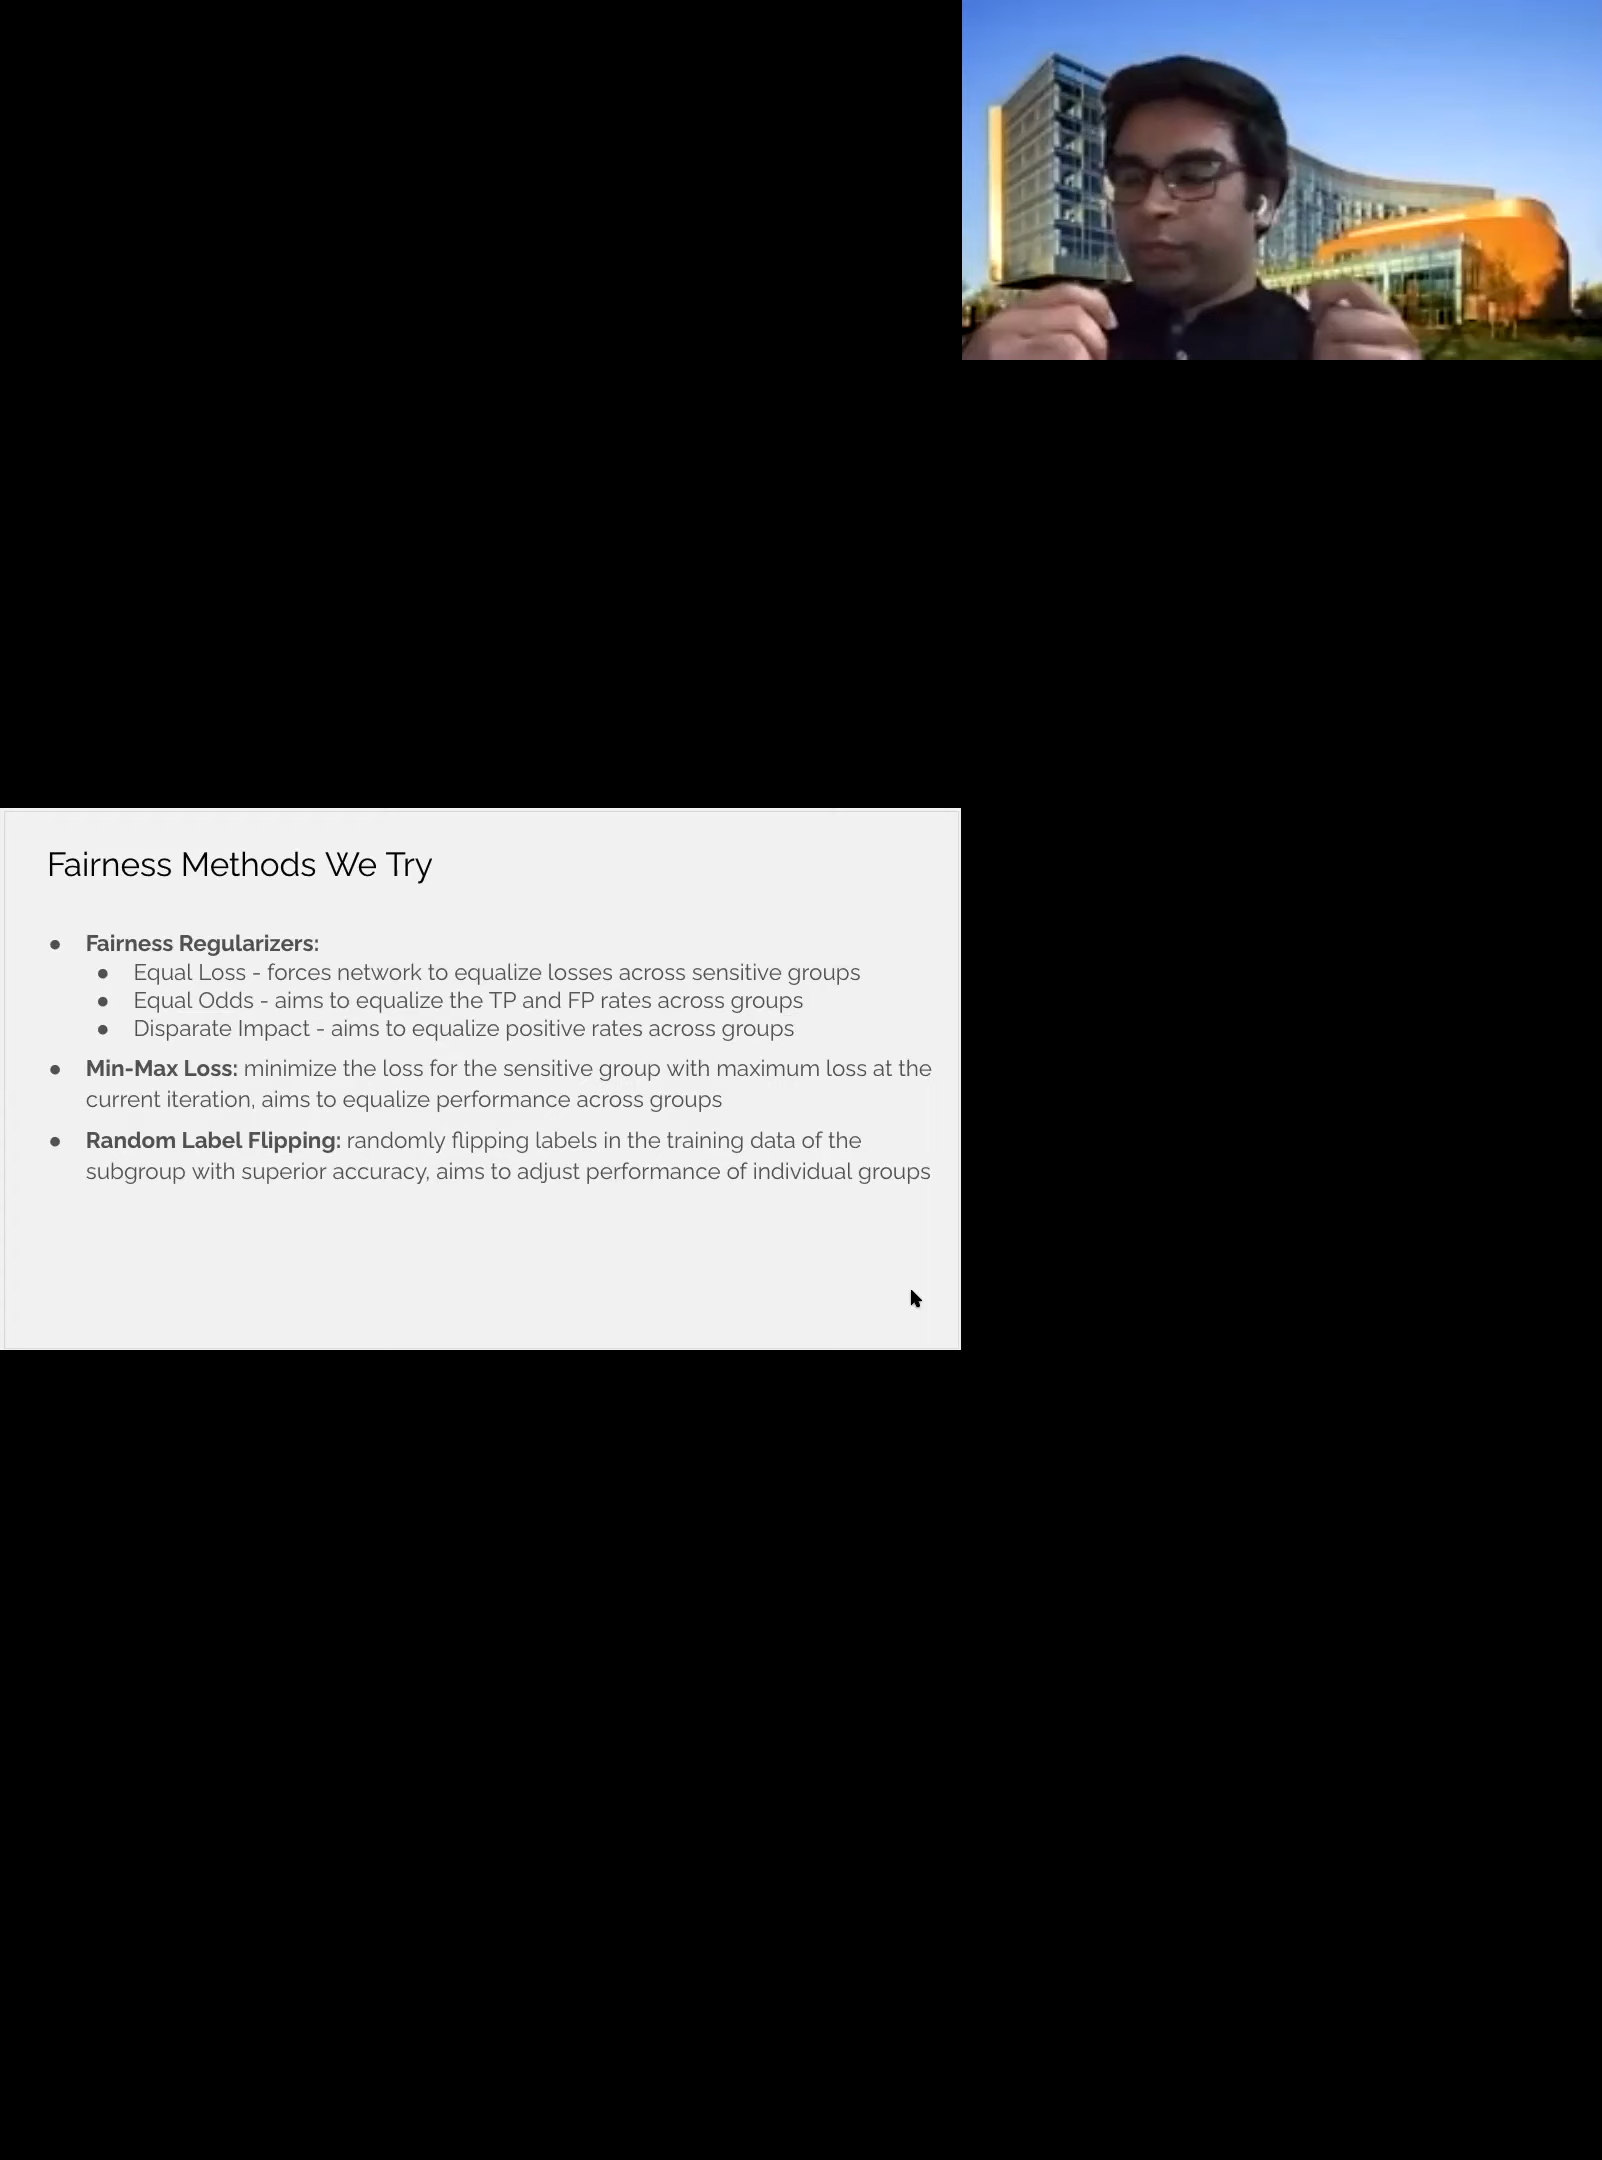 Fairness Methods We Try
● Fairness Regularizers:
● Equal Loss - forces network to equalize losses across sensitive groups
● Equal Odds - aims to equalize the TP and FP rates across groups
● Disparate Impact - aims to equalize positive rates across groups
● Min-Max Loss: minimize the loss for the sensitive group with maximum loss at the
current iteration, aims to equalize performance across groups
● Random Label Flipping: randomly flipping labels in the training data of the
subgroup with superior accuracy, aims to adjust performance of individual groups